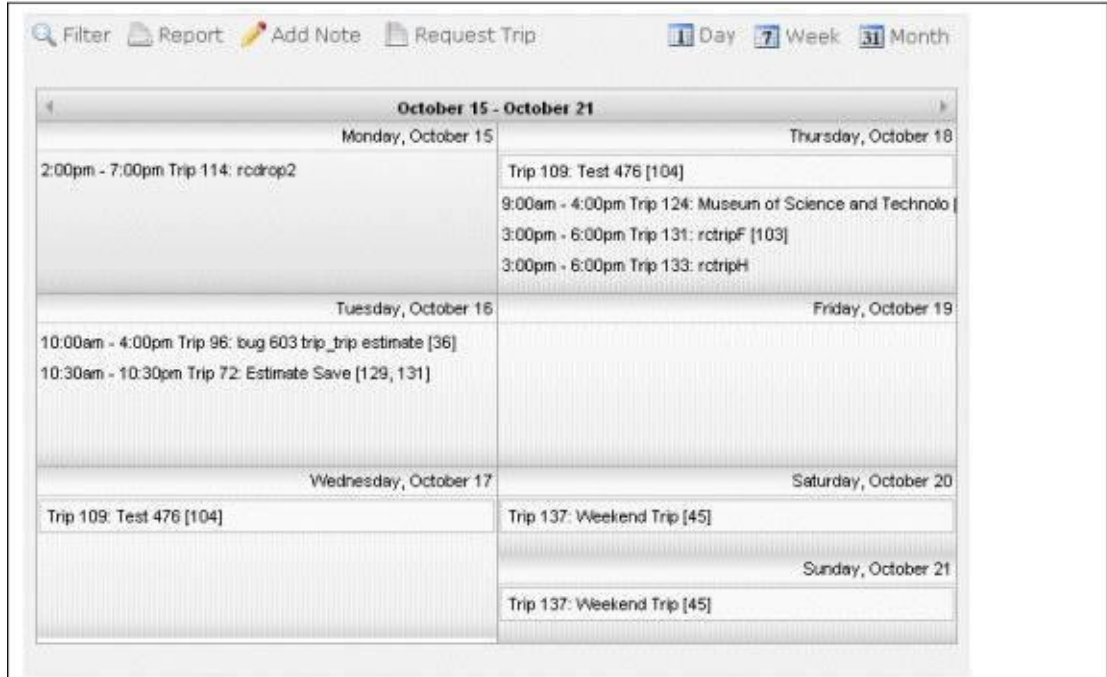 Filter Report Add Note Request Trip 1 Day 7 Week 31 Month
October 15 - October 21
Monday, October 15
2:00pm - 7:00pm Trip 114: rcdrop2
Tuesday, October 16
10:00am - 4:00pm Trip 96: bug 603 trip_trip estimate [36]
10:30am - 10:30pm Trip 72: Estimate Save [129, 131]
Wednesday, October 17
Trip 109: Test 476 [104]
Thursday, October 18
Trip 109: Test 476 [104]
9:00am - 4:00pm Trip 124: Museum of Science and Technolo [
3:00pm - 6:00pm Trip 131: rctripF [103]
3:00pm - 6:00pm Trip 133: rctripH
Friday, October 19
Saturday, October 20
Trip 137: Weekend Trip [45]
Sunday, October 21
Trip 137: Weekend Trip [45]